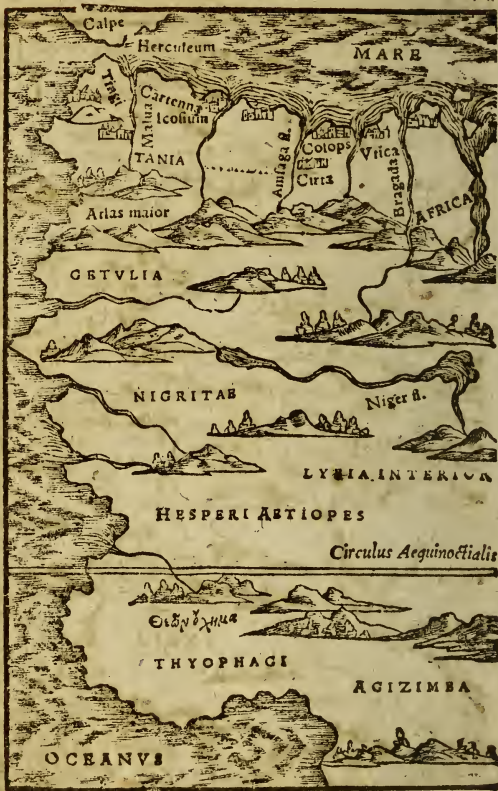 Calpe
Herculeum
MARE
Tingi
Malua
Cartenna
Icosium
TANIA
Amsaga fl.
Colops
Cirta
Vtica
Bragada
AFRICA
Atlas maior
GETVLIA
NIGRITAE
Niger fl.
LYBIA INTERIOR
HESPERI AETIOPES
Circulus Aequinoctialis
Θεῶν ὄχημα
THYOPHAGI
AGIZIMBA
OCEANVS